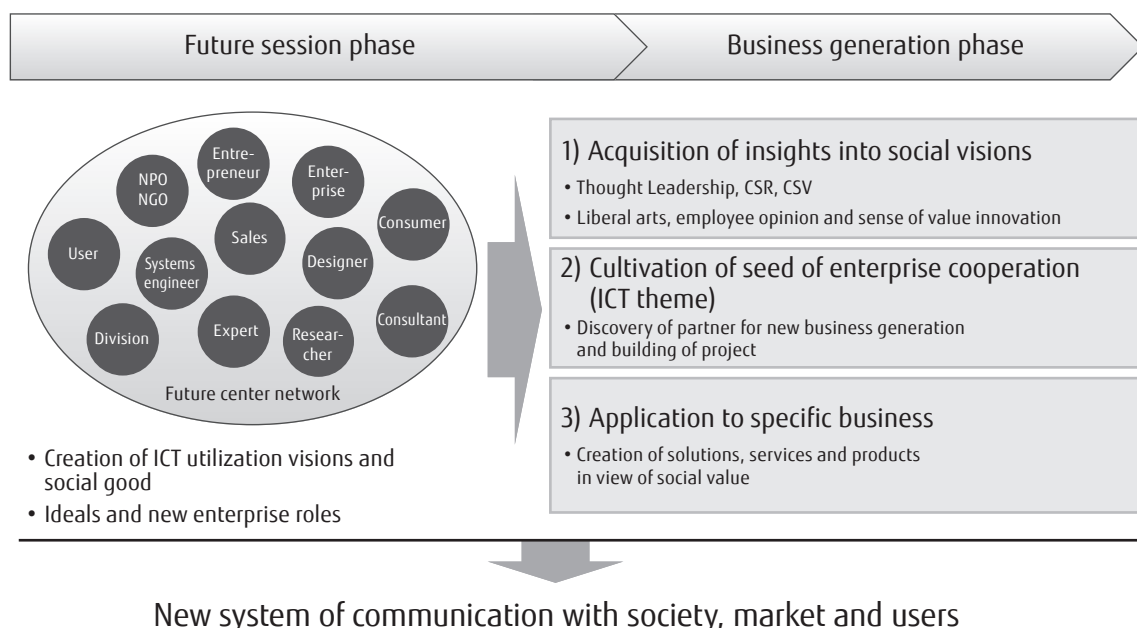 Future session phase
Business generation phase
Entre-
preneur
NPO
NGO
Enter-
prise
Consumer
User
Sales
Systems
engineer
Designer
Division
Expert
Resear-
cher
Consultant
Future center network
• Creation of ICT utilization visions and
social good
• Ideals and new enterprise roles
1) Acquisition of insights into social visions
• Thought Leadership, CSR, CSV
• Liberal arts, employee opinion and sense of value innovation
2) Cultivation of seed of enterprise cooperation
(ICT theme)
• Discovery of partner for new business generation
and building of project
3) Application to specific business
• Creation of solutions, services and products
in view of social value
New system of communication with society, market and users